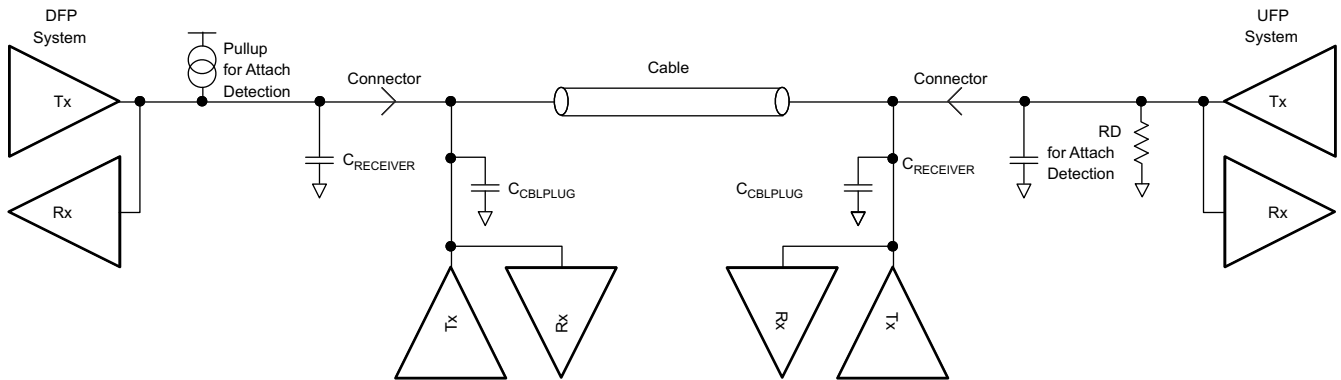 DFP
System
UFP
System
Pullup
for Attach
Detection
Connector
Cable
Connector
Tx
Tx
RD
for Attach
Detection
C_RECEIVER
C_RECEIVER
C_CBLPLUG
C_CBLPLUG
Rx
Rx
Tx
Rx
Rx
Tx